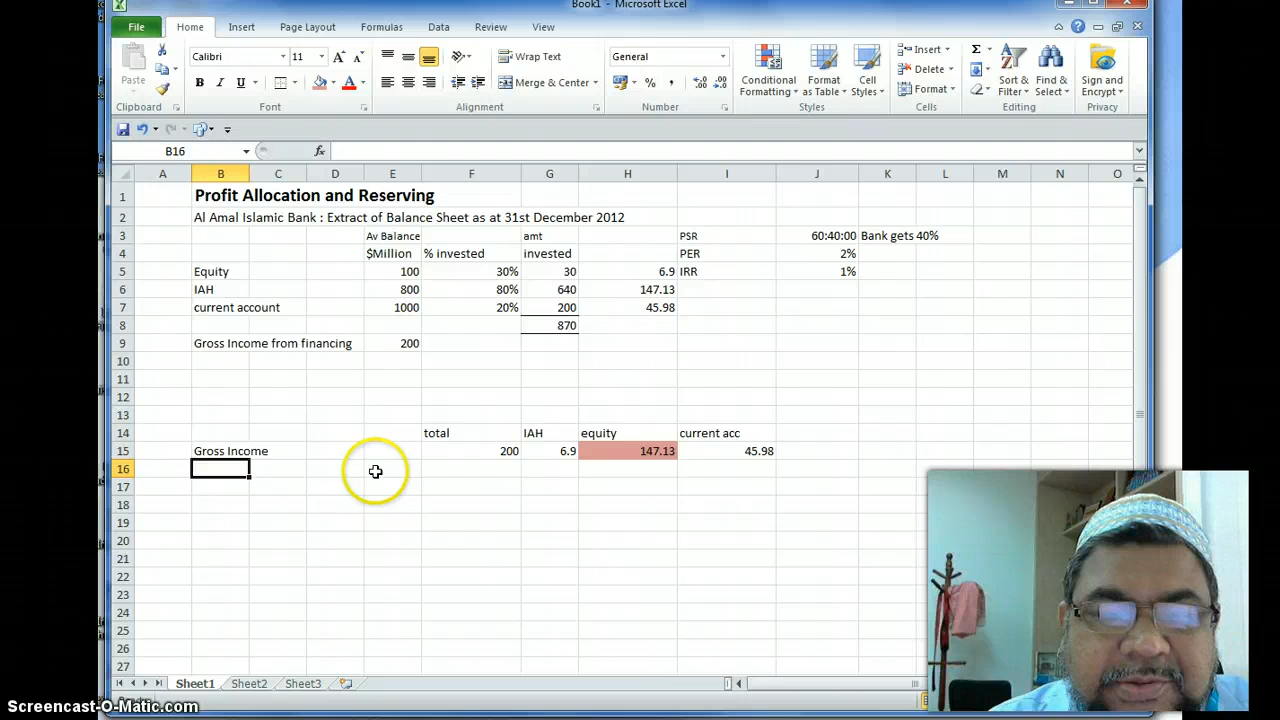 Book1 - Microsoft Excel
File Home Insert Page Layout Formulas Data Review View
Calibri 11 Wrap Text General Insert
Paste B I U Merge & Center % , Conditional Formatting Format as Table Cell Styles Delete Format Sort & Filter Find & Select Sign and Encrypt
Clipboard Font Alignment Number Styles Cells Editing Privacy
B16 fx
A B C D E F G H I J K L M N O
1 Profit Allocation and Reserving
2 Al Amal Islamic Bank : Extract of Balance Sheet as at 31st December 2012
3 Av Balance amt PSR 60:40:00 Bank gets 40%
4 $Million % invested invested PER 2%
5 Equity 100 30% 30 6.9 IRR 1%
6 IAH 800 80% 640 147.13
7 current account 1000 20% 200 45.98
8 870
9 Gross Income from financing 200
10
11
12
13
14 total IAH equity current acc
15 Gross Income 200 6.9 147.13 45.98
16
17
18
19
20
21
22
23
24
25
26
27
Sheet1 Sheet2 Sheet3
Screencast-O-Matic.com